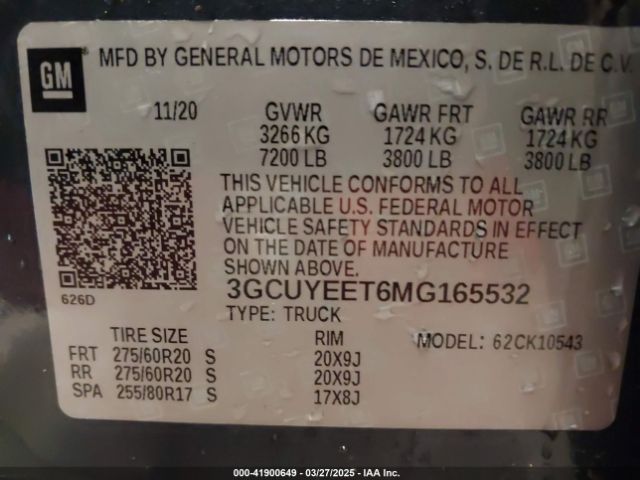 GM
MFD BY GENERAL MOTORS DE MEXICO, S. DE R.L. DE C.V.
11/20 GVWR GAWR FRT GAWR RR
3266 KG 1724 KG 1724 KG
7200 LB 3800 LB 3800 LB
THIS VEHICLE CONFORMS TO ALL
APPLICABLE U.S. FEDERAL MOTOR
VEHICLE SAFETY STANDARDS IN EFFECT
ON THE DATE OF MANUFACTURE
SHOWN ABOVE.
626D
3GCUYEET6MG165532
TYPE: TRUCK
TIRE SIZE RIM MODEL: 62CK10543
FRT 275/60R20 S 20X9J
RR 275/60R20 S 20X9J
SPA 255/80R17 S 17X8J
000-41900649 - 03/27/2025 - IAA Inc.